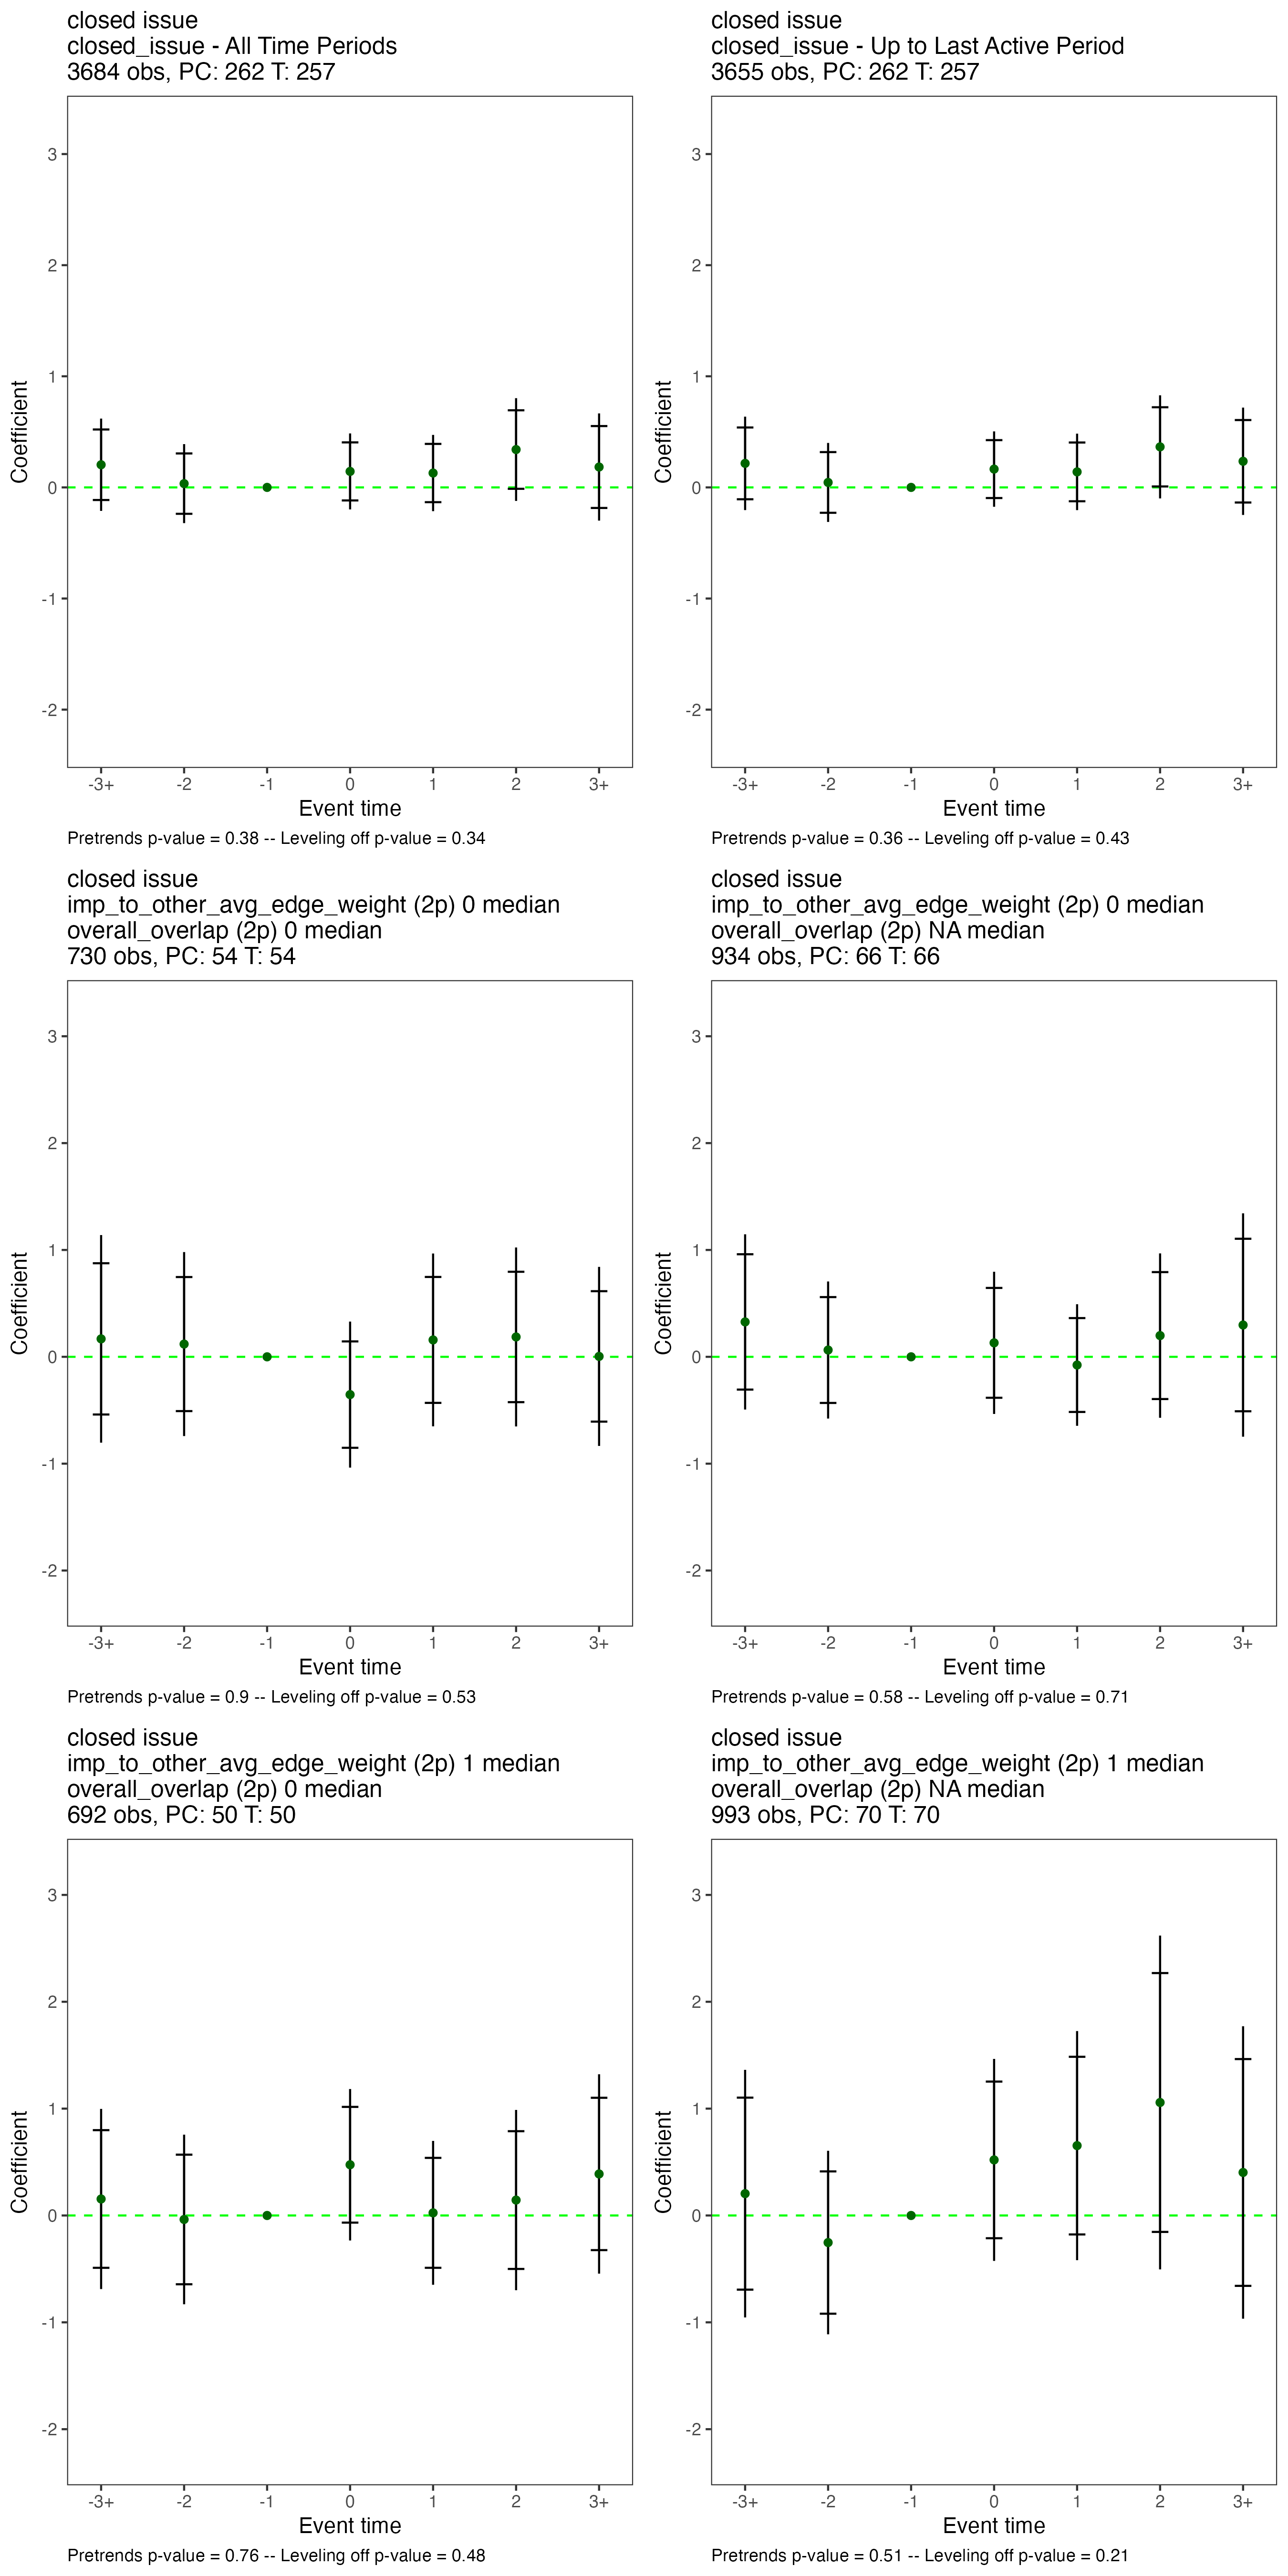 closed issue
closed_issue - All Time Periods
3684 obs, PC: 262 T: 257
3
2
1
0
-1
-2
Coefficient
-3+ -2 -1 0 1 2 3+
Event time
Pretrends p-value = 0.38 -- Leveling off p-value = 0.34
closed issue
closed_issue - Up to Last Active Period
3655 obs, PC: 262 T: 257
3
2
1
0
-1
-2
Coefficient
-3+ -2 -1 0 1 2 3+
Event time
Pretrends p-value = 0.36 -- Leveling off p-value = 0.43
closed issue
imp_to_other_avg_edge_weight (2p) 0 median
overall_overlap (2p) 0 median
730 obs, PC: 54 T: 54
3
2
1
0
-1
-2
Coefficient
-3+ -2 -1 0 1 2 3+
Event time
Pretrends p-value = 0.9 -- Leveling off p-value = 0.53
closed issue
imp_to_other_avg_edge_weight (2p) 0 median
overall_overlap (2p) NA median
934 obs, PC: 66 T: 66
3
2
1
0
-1
-2
Coefficient
-3+ -2 -1 0 1 2 3+
Event time
Pretrends p-value = 0.58 -- Leveling off p-value = 0.71
closed issue
imp_to_other_avg_edge_weight (2p) 1 median
overall_overlap (2p) 0 median
692 obs, PC: 50 T: 50
3
2
1
0
-1
-2
Coefficient
-3+ -2 -1 0 1 2 3+
Event time
Pretrends p-value = 0.76 -- Leveling off p-value = 0.48
closed issue
imp_to_other_avg_edge_weight (2p) 1 median
overall_overlap (2p) NA median
993 obs, PC: 70 T: 70
3
2
1
0
-1
-2
Coefficient
-3+ -2 -1 0 1 2 3+
Event time
Pretrends p-value = 0.51 -- Leveling off p-value = 0.21